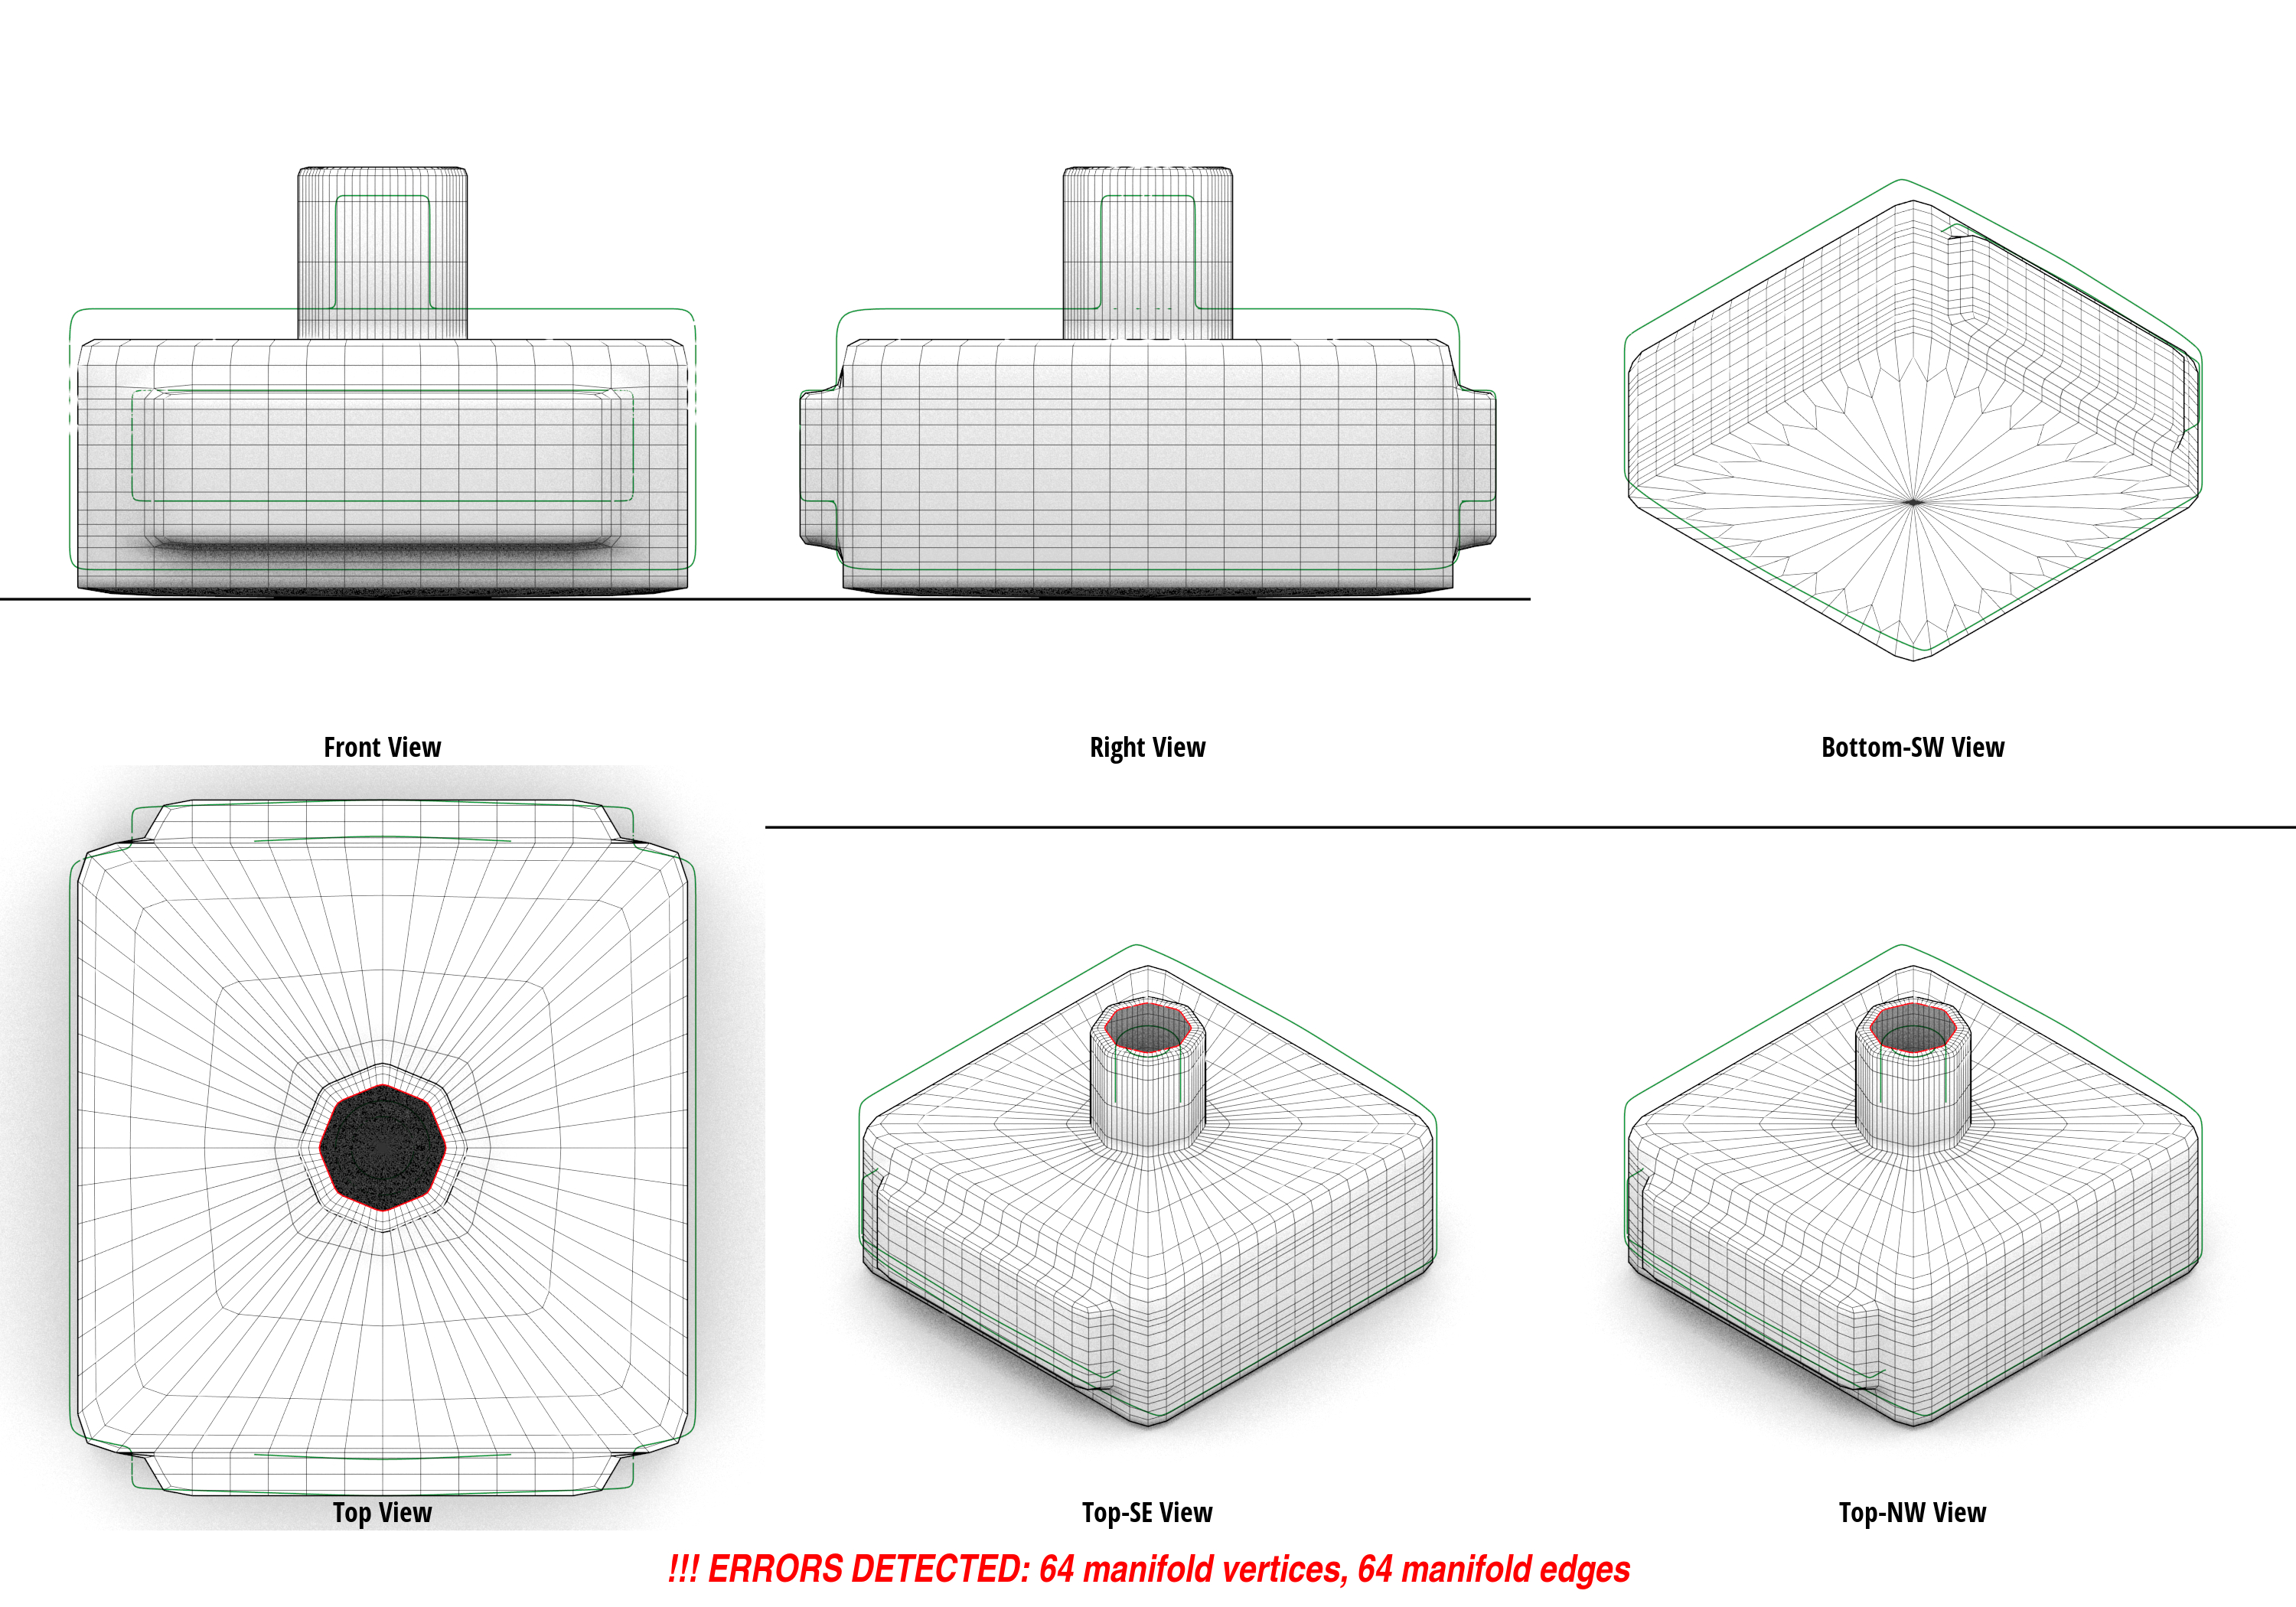 Front View
Right View
Bottom-SW View
Top View
Top-SE View
Top-NW View
!!! ERRORS DETECTED: 64 manifold vertices, 64 manifold edges